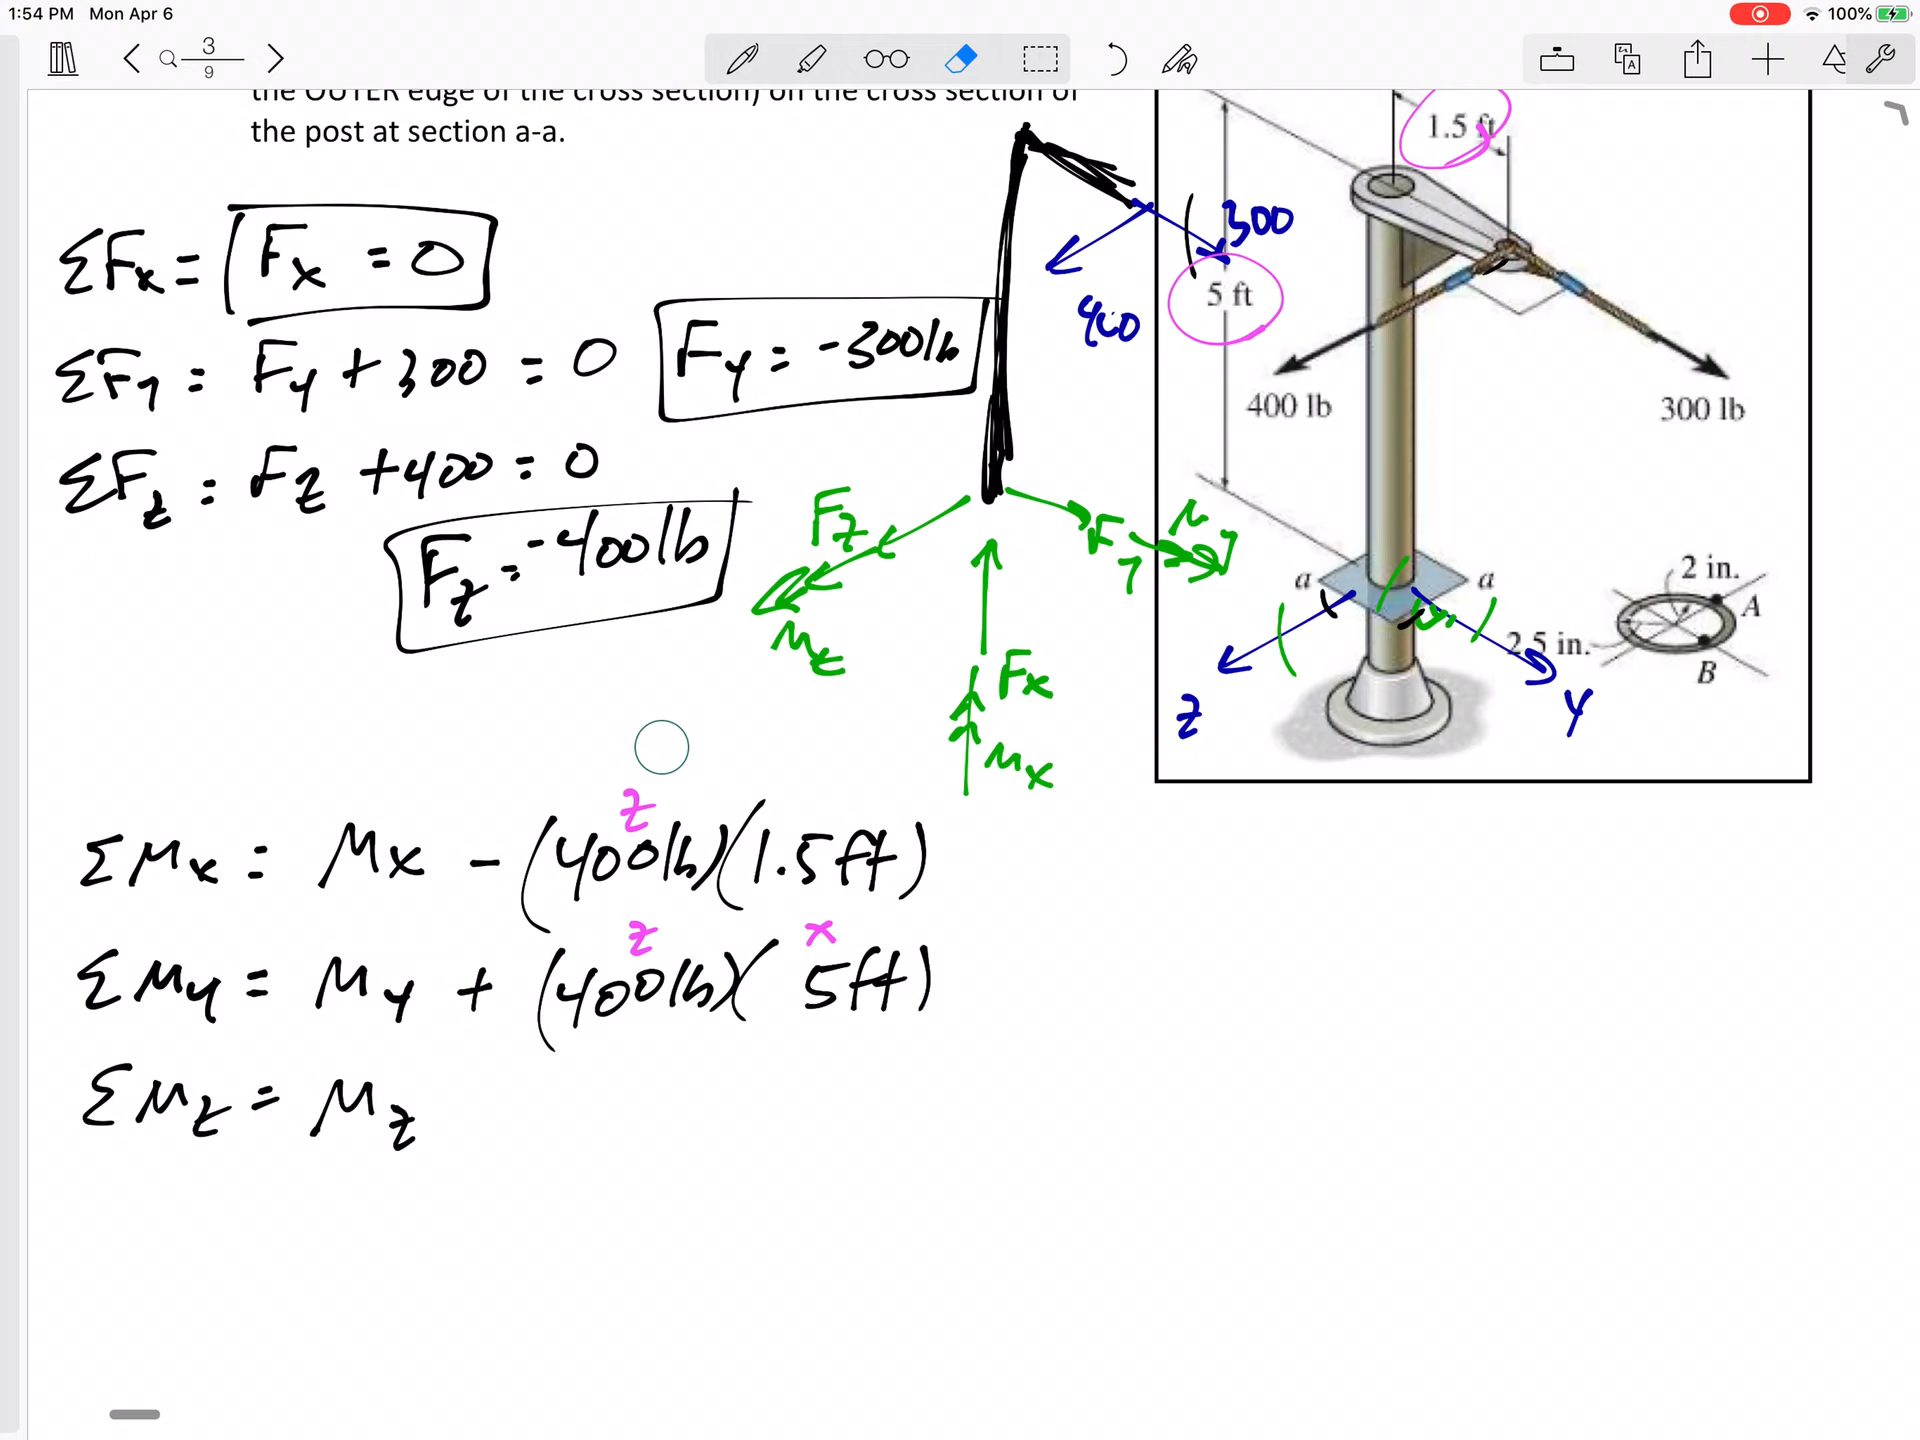 1:54 PM Mon Apr 6
100%
3
9
the OUTER edge of the cross section) on the cross section of
the post at section a-a.
1.5 ft
ΣFx = Fx = 0
300
5 ft
400
ΣFy = Fy + 300 = 0
Fy = -300lb
400 lb
300 lb
ΣFz = Fz + 400 = 0
Fz = -400lb
Fz
Mz
Fy
My
Fx
Mx
a
a
2 in.
A
2.5 in.
B
z
y
z
ΣMx = Mx - (400lb)(1.5ft)
z x
ΣMy = My + (400lb)( 5ft)
ΣMz = Mz